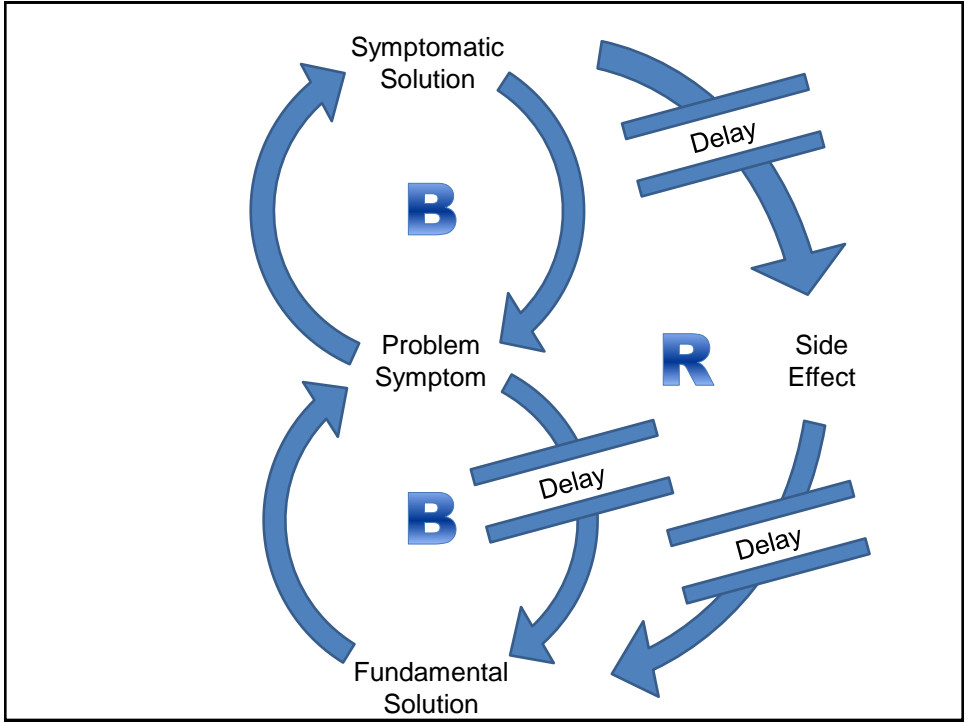 Symptomatic
Solution
Delay
B
Problem
Symptom
R
Side
Effect
Delay
B
Delay
Fundamental
Solution